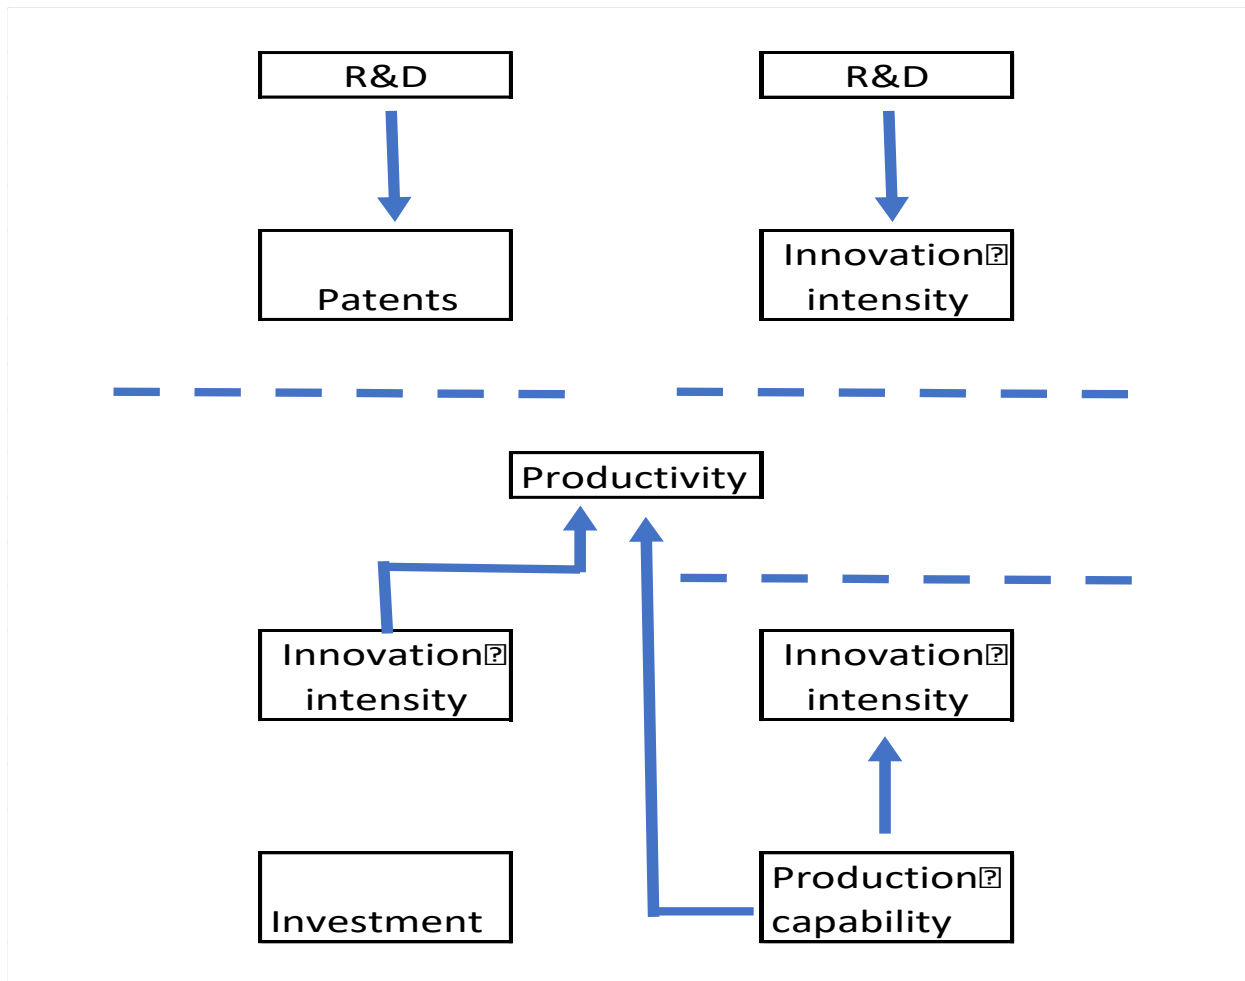 R&D
R&D
Patents
Innovation⍰
intensity
Productivity
Innovation⍰
intensity
Innovation⍰
intensity
Investment
Production⍰
capability